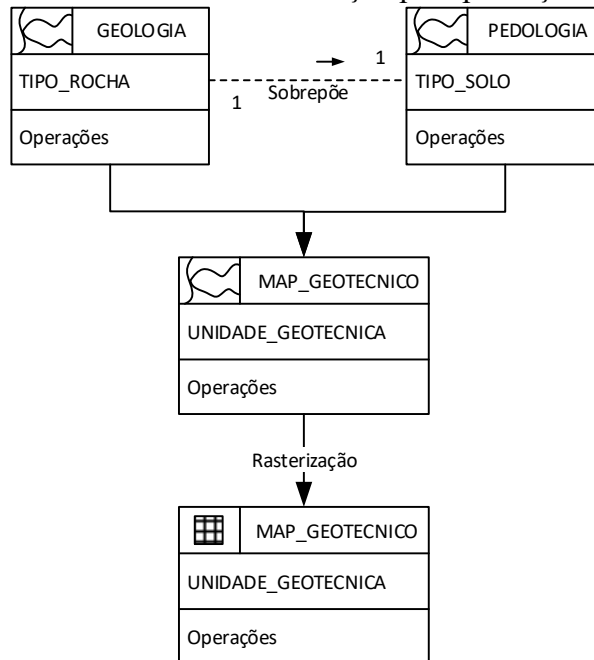 GEOLOGIA
TIPO_ROCHA
Operações
1
Sobrepõe
1
PEDOLOGIA
TIPO_SOLO
Operações
MAP_GEOTECNICO
UNIDADE_GEOTECNICA
Operações
Rasterização
MAP_GEOTECNICO
UNIDADE_GEOTECNICA
Operações